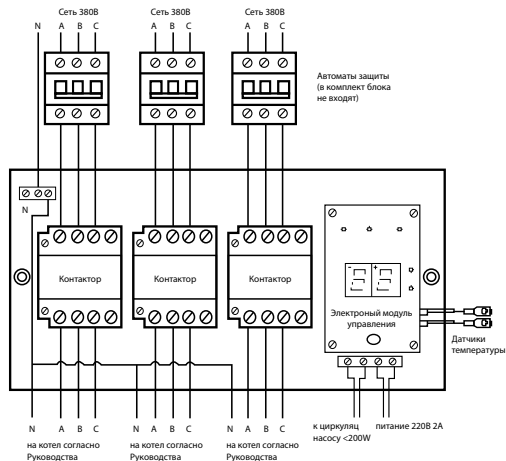 Сеть 380В Сеть 380В Сеть 380В
N A B C A B C A B C
Автоматы защиты
(в комплект блока
не входят)
N
Контактор Контактор Контактор
- +
Электроный модуль
управления
Датчики
температуры
N A B C N A B C N A B C
к циркуляц питание 220В 2А
насосу <200W
на котел согласно на котел согласно на котел согласно
Руководства Руководства Руководства